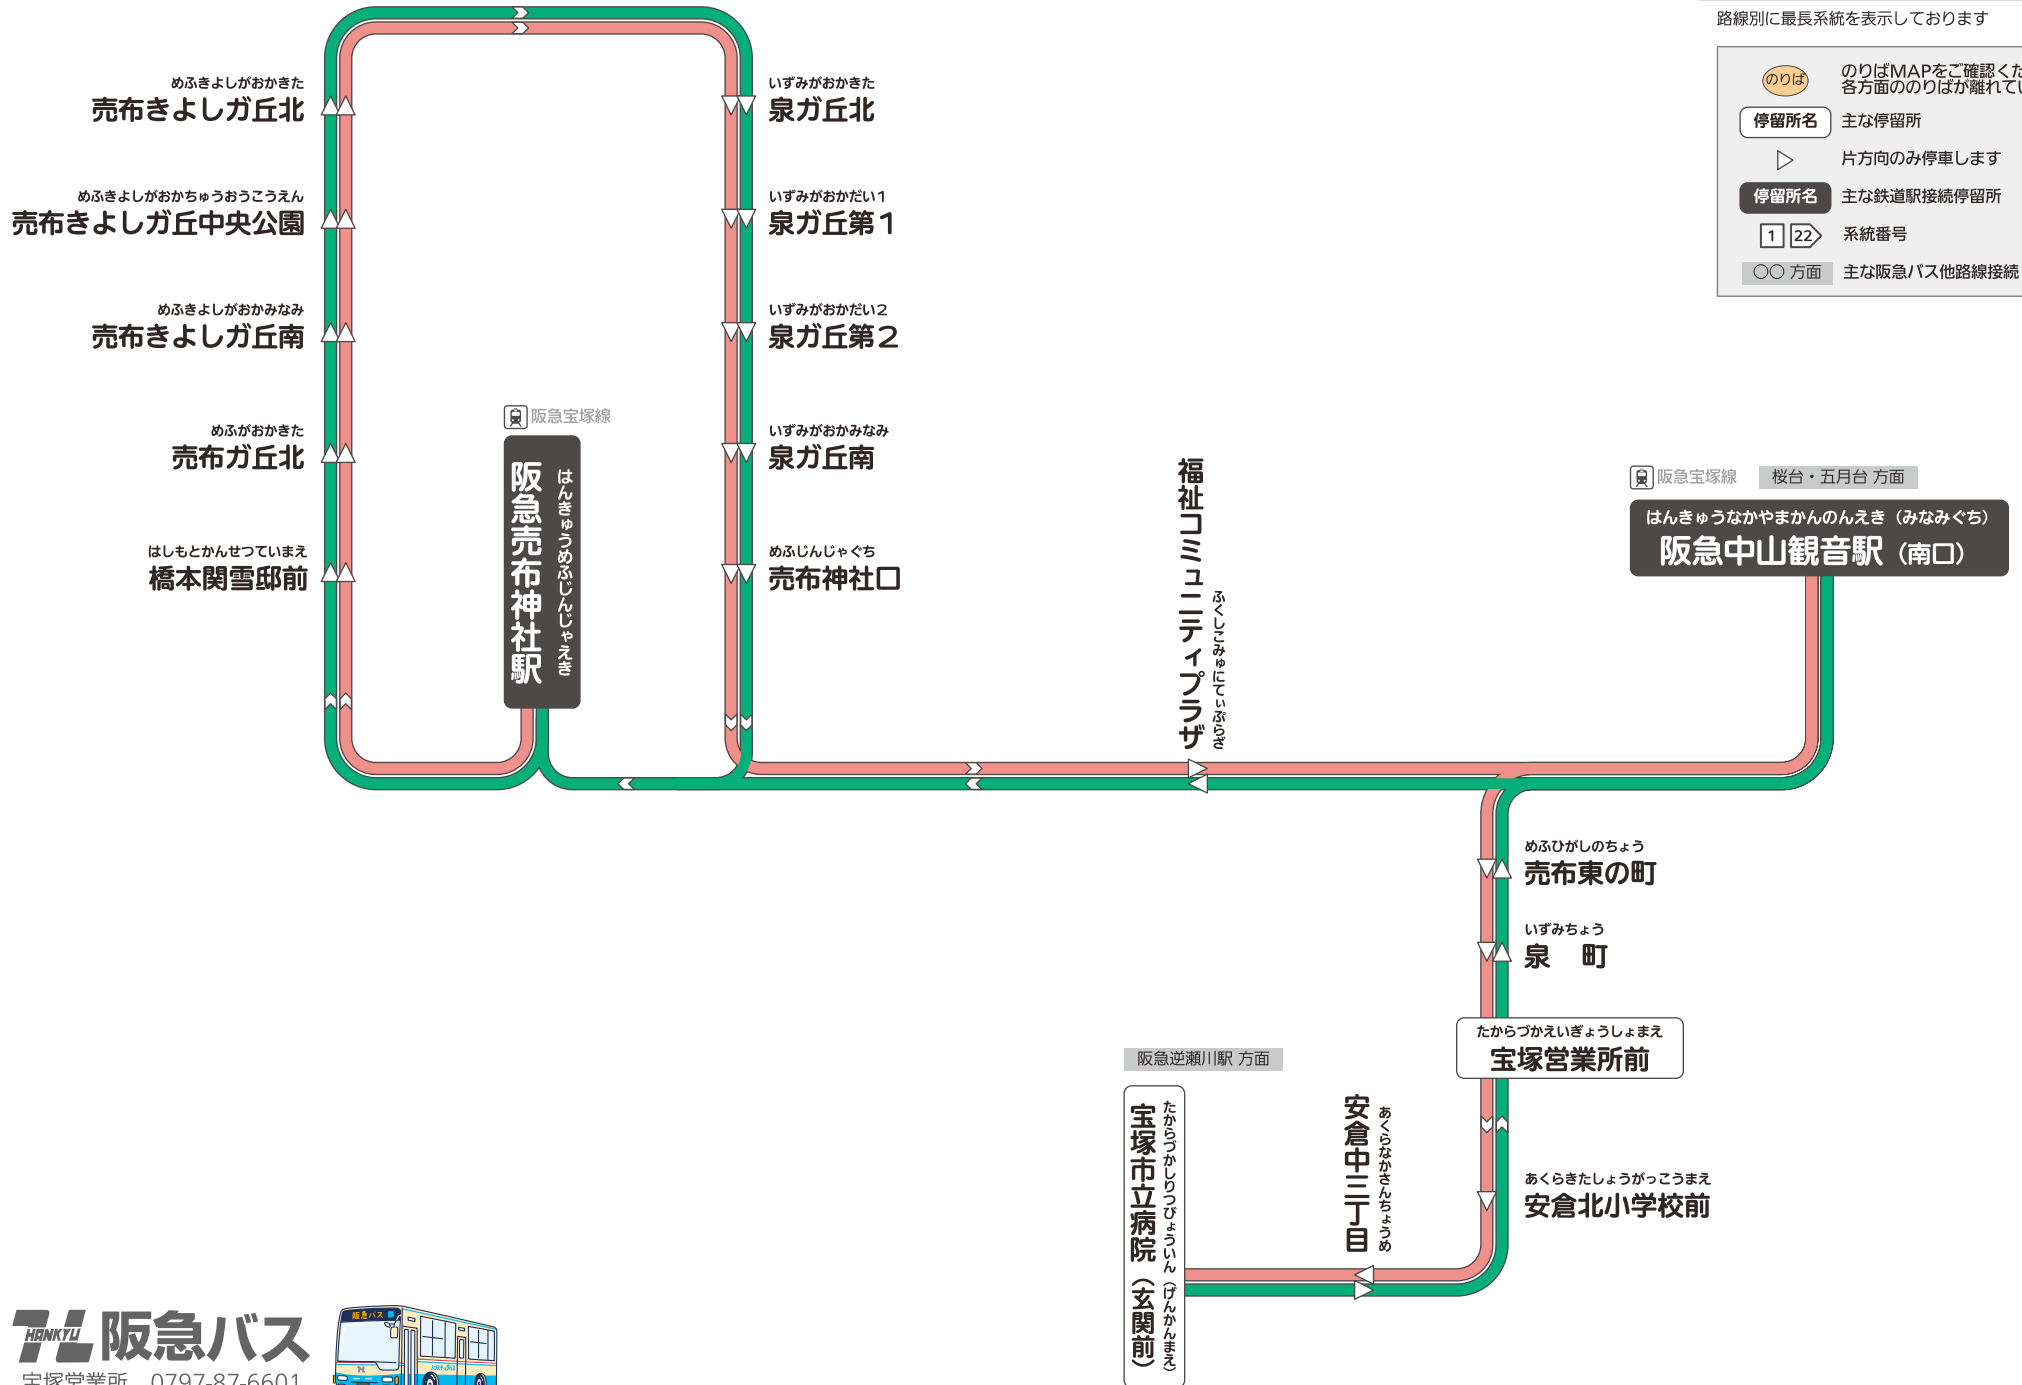 路線別に最長系統を表示しております
のりば
のりばMAPをご確認くだ
各方面ののりばが離れてい
停留所名 主な停留所
片方向のみ停車します
停留所名 主な鉄道駅接続停留所
1 22 系統番号
〇〇 方面 主な阪急バス他路線接続
めふきよしがおかきた
売布きよしガ丘北
めふきよしがおかちゅうおうこうえん
売布きよしガ丘中央公園
めふきよしがおかみなみ
売布きよしガ丘南
めふがおかきた
売布ガ丘北
はしもとかんせつていまえ
橋本関雪邸前
阪急宝塚線
阪急売布神社駅
はんきゅうめふじんじゃえき
いずみがおかきた
泉ガ丘北
いずみがおかだい1
泉ガ丘第1
いずみがおかだい2
泉ガ丘第2
いずみがおかみなみ
泉ガ丘南
めふじんじゃぐち
売布神社口
福祉コミュニティプラザ
ふくしこみゅにてぃぷらざ
阪急宝塚線
桜台・五月台 方面
はんきゅうなかやまかんのんえき（みなみぐち）
阪急中山観音駅（南口）
めふひがしのちょう
売布東の町
いずみちょう
泉　町
たからづかえいぎょうしょまえ
宝塚営業所前
あくらきたしょうがっこうまえ
安倉北小学校前
安倉中三丁目
あくらなかさんちょうめ
阪急逆瀬川駅 方面
宝塚市立病院（玄関前）
たからづかしりつびょういん（げんかんまえ）
HANKYU
阪急バス
宝塚営業所　0797-87-6601
阪急バス